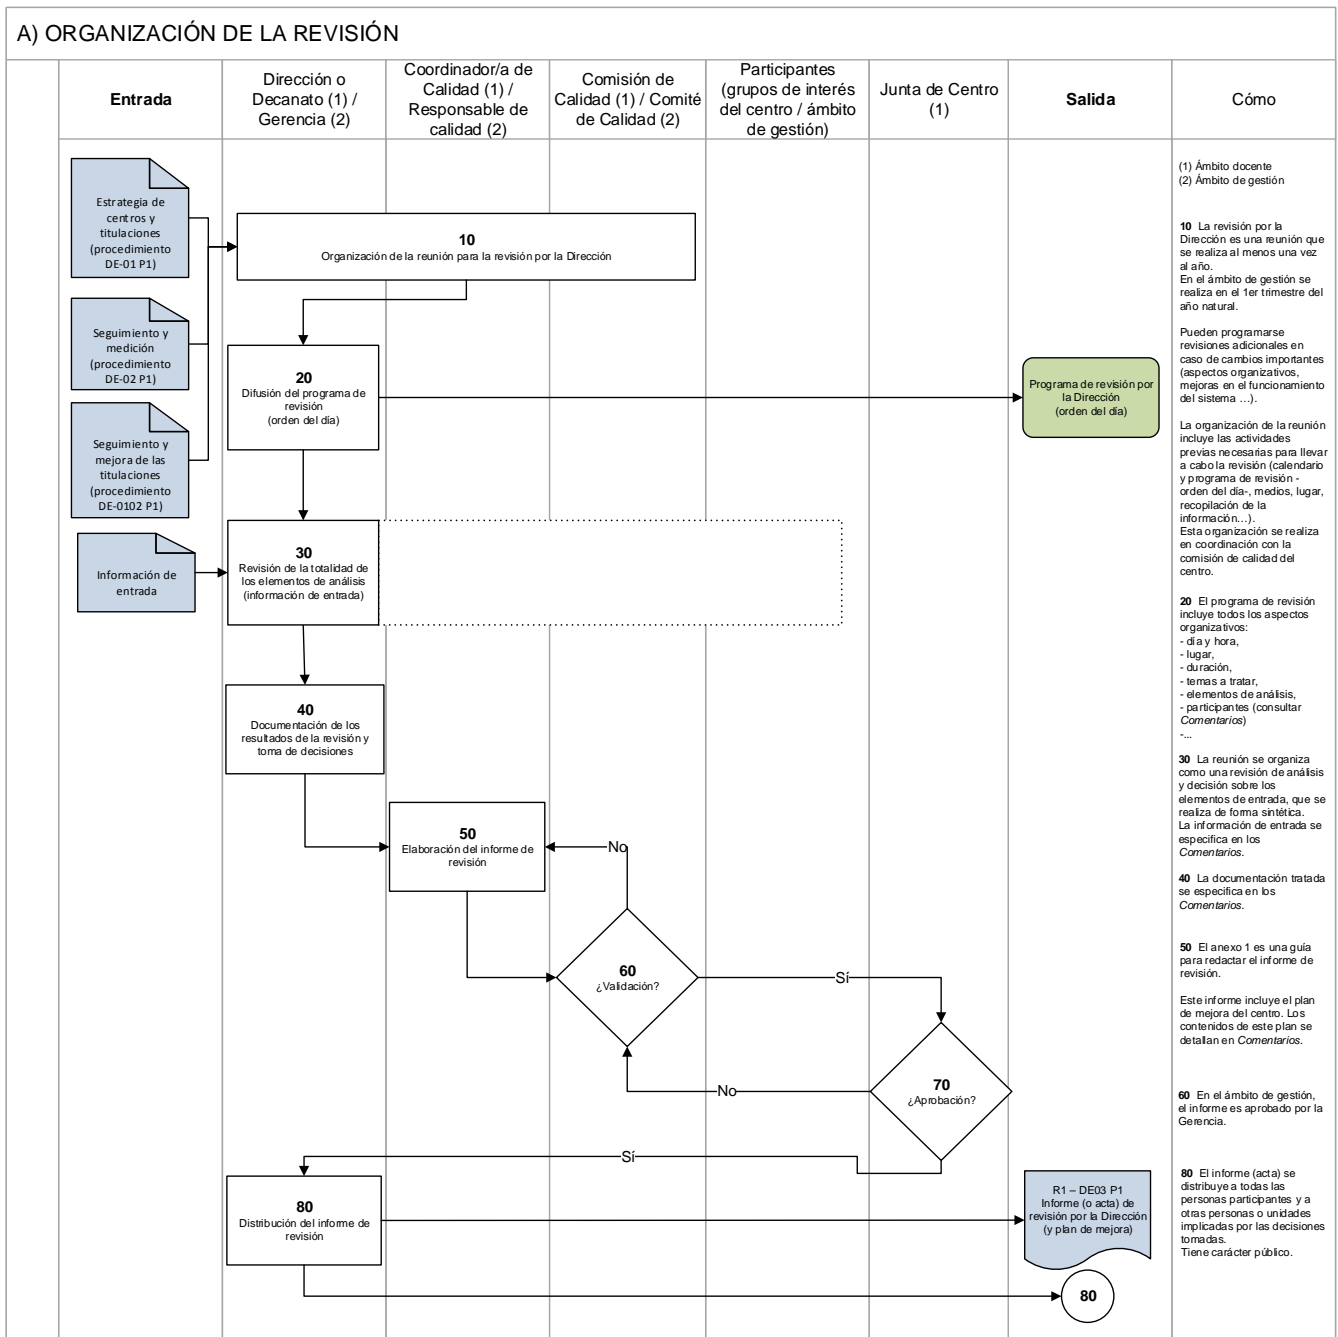 A) ORGANIZACIÓN DE LA REVISIÓN
Entrada
Dirección o
Decanato (1) /
Gerencia (2)
Coordinador/a de
Calidad (1) /
Responsable de
calidad (2)
Comisión de
Calidad (1) / Comité
de Calidad (2)
Participantes
(grupos de interés
del centro / ámbito
de gestión)
Junta de Centro
(1)
Salida
Cómo
Estrategia de
centros y
titulaciones
(procedimiento
DE-01 P1)
Seguimiento y
medición
(procedimiento
DE-02 P1)
Seguimiento y
mejora de las
titulaciones
(procedimiento
DE-0102 P1)
Información de
entrada
10
Organización de la reunión para la revisión por la Dirección
20
Difusión del programa de
revisión
(orden del día)
Programa de revisión por
la Dirección
(orden del día)
30
Revisión de la totalidad de
los elementos de análisis
(información de entrada)
40
Documentación de los
resultados de la revisión y
toma de decisiones
50
Elaboración del informe de
revisión
No
60
¿Validación?
Sí
70
¿Aprobación?
No
Sí
80
Distribución del informe de
revisión
R1 – DE03 P1
Informe (o acta) de
revisión por la Dirección
(y plan de mejora)
80
(1) Ámbito docente
(2) Ámbito de gestión
10 La revisión por la
Dirección es una reunión que
se realiza al menos una vez
al año.
En el ámbito de gestión se
realiza en el 1er trimestre del
año natural.
Pueden programarse
revisiones adicionales en
caso de cambios importantes
(aspectos organizativos,
mejoras en el funcionamiento
del sistema ...).
La organización de la reunión
incluye las actividades
previas necesarias para llevar
a cabo la revisión (calendario
y programa de revisión -
orden del día-, medios, lugar,
recopilación de la
información...).
Esta organización se realiza
en coordinación con la
comisión de calidad del
centro.
20 El programa de revisión
incluye todos los aspectos
organizativos:
- día y hora,
- lugar,
- duración,
- temas a tratar,
- elementos de análisis,
- participantes (consultar
Comentarios)
-...
30 La reunión se organiza
como una revisión de análisis
y decisión sobre los
elementos de entrada, que se
realiza de forma sintética.
La información de entrada se
especifica en los
Comentarios.
40 La documentación tratada
se especifica en los
Comentarios.
50 El anexo 1 es una guía
para redactar el informe de
revisión.
Este informe incluye el plan
de mejora del centro. Los
contenidos de este plan se
detallan en Comentarios.
60 En el ámbito de gestión,
el informe es aprobado por la
Gerencia.
80 El informe (acta) se
distribuye a todas las
personas participantes y a
otras personas o unidades
implicadas por las decisiones
tomadas.
Tiene carácter público.